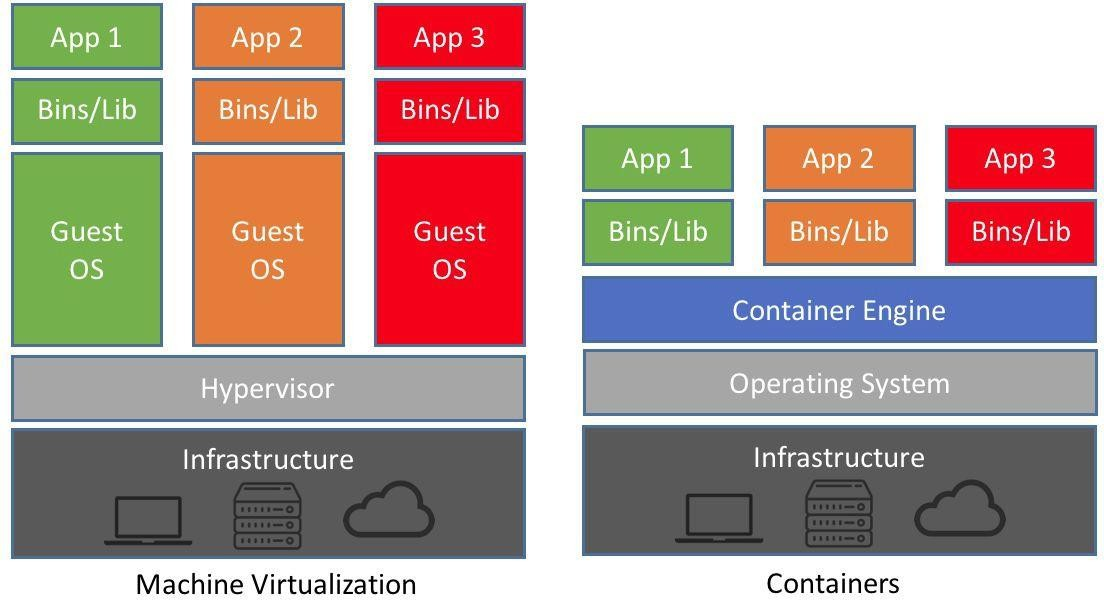 App 1
App 2
App 3
Bins/Lib
Bins/Lib
Bins/Lib
Guest
OS
Guest
OS
Guest
OS
Hypervisor
Infrastructure
Machine Virtualization
App 1
App 2
App 3
Bins/Lib
Bins/Lib
Bins/Lib
Container Engine
Operating System
Infrastructure
Containers